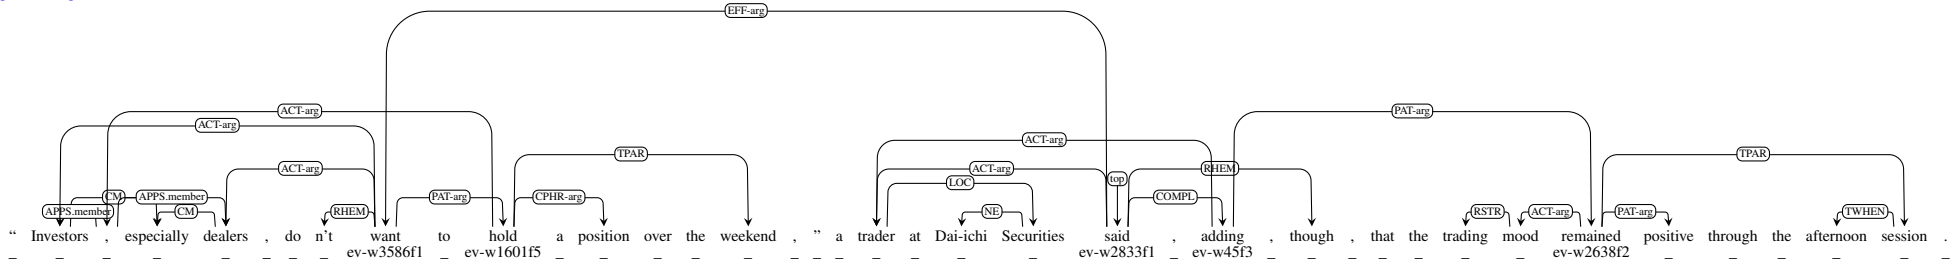 EFF-arg
ACT-arg PAT-arg
ACT-arg
ACT-arg
TPAR TPAR
ACT-arg ACT-arg RHEM
LOC top
CM APPS.member PAT-arg CPHR-arg COMPL
APPS.member CM RHEM NE RSTR ACT-arg PAT-arg TWHEN
“ Investors , especially dealers , do n’t want to hold a position over the weekend , ” a trader at Dai-ichi Securities said , adding , though , that the trading mood remained positive through the afternoon session .
_ _ _ _ _ _ _ _ ev-w3586f1 _ ev-w1601f5 _ _ _ _ _ _ _ _ _ _ _ _ ev-w2833f1 _ ev-w45f3 _ _ _ _ _ _ _ ev-w2638f2 _ _ _ _ _ _